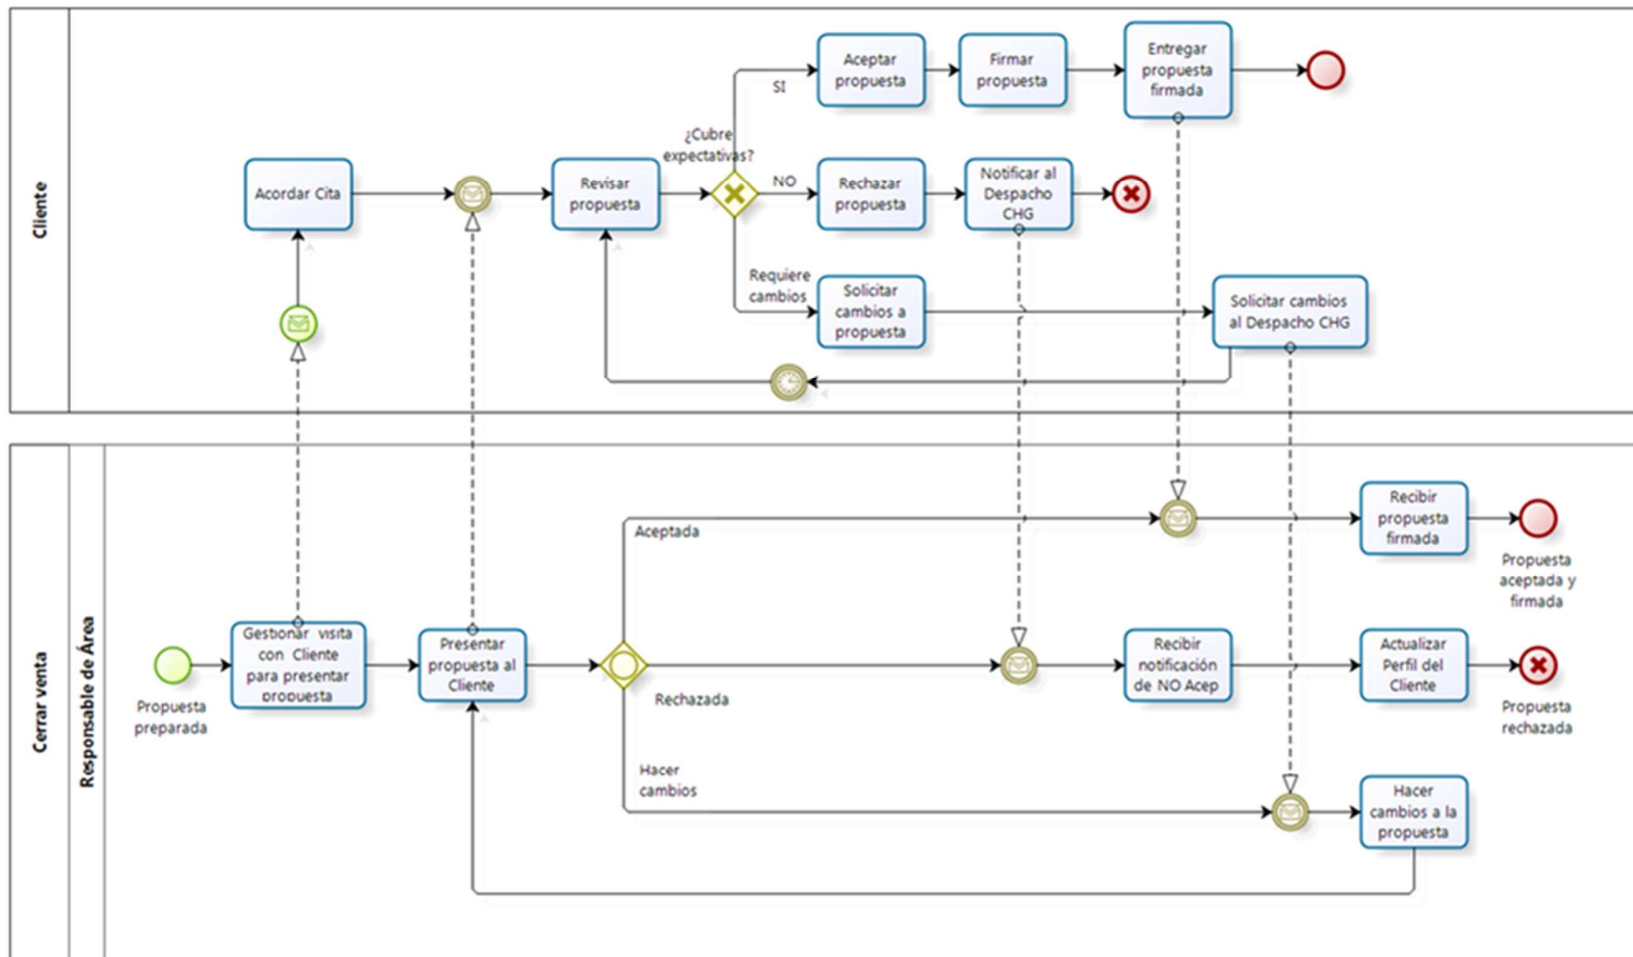 Cliente
Acordar Cita
Revisar
propuesta
¿Cubre
expectativas?
SI
Aceptar
propuesta
Firmar
propuesta
Entregar
propuesta
firmada
NO
Rechazar
propuesta
Notificar al
Despacho
CHG
Requiere
cambios
Solicitar
cambios a
propuesta
Solicitar cambios
al Despacho CHG
Cerrar venta
Responsable de Área
Propuesta
preparada
Gestionar visita
con Cliente
para presentar
propuesta
Presentar
propuesta al
Cliente
Aceptada
Recibir
propuesta
firmada
Propuesta
aceptada y
firmada
Rechazada
Recibir
notificación
de NO Acep
Actualizar
Perfil del
Cliente
Propuesta
rechazada
Hacer
cambios
Hacer
cambios a la
propuesta